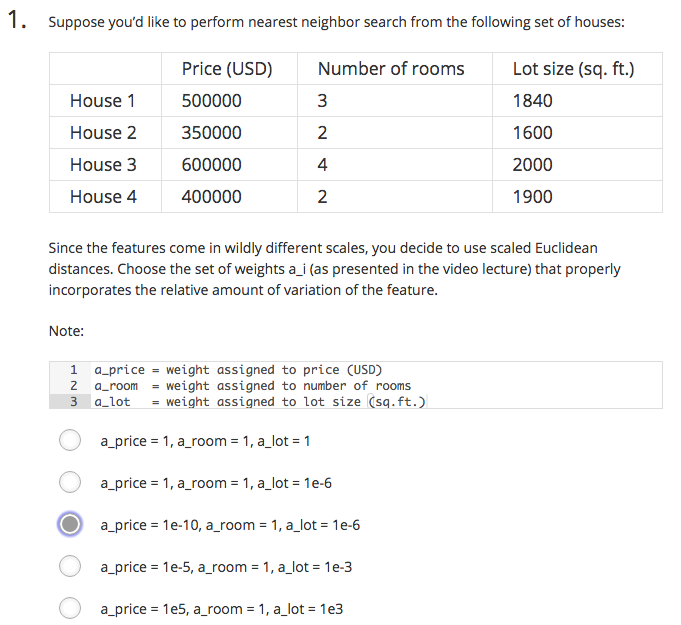 1. Suppose you'd like to perform nearest neighbor search from the following set of houses:
Price (USD) Number of rooms Lot size (sq. ft.)
House 1 500000 3 1840
House 2 350000 2 1600
House 3 600000 4 2000
House 4 400000 2 1900
Since the features come in wildly different scales, you decide to use scaled Euclidean
distances. Choose the set of weights a_i (as presented in the video lecture) that properly
incorporates the relative amount of variation of the feature.
Note:
1 a_price = weight assigned to price (USD)
2 a_room = weight assigned to number of rooms
3 a_lot = weight assigned to lot size (sq.ft.)
a_price = 1, a_room = 1, a_lot = 1
a_price = 1, a_room = 1, a_lot = 1e-6
a_price = 1e-10, a_room = 1, a_lot = 1e-6
a_price = 1e-5, a_room = 1, a_lot = 1e-3
a_price = 1e5, a_room = 1, a_lot = 1e3